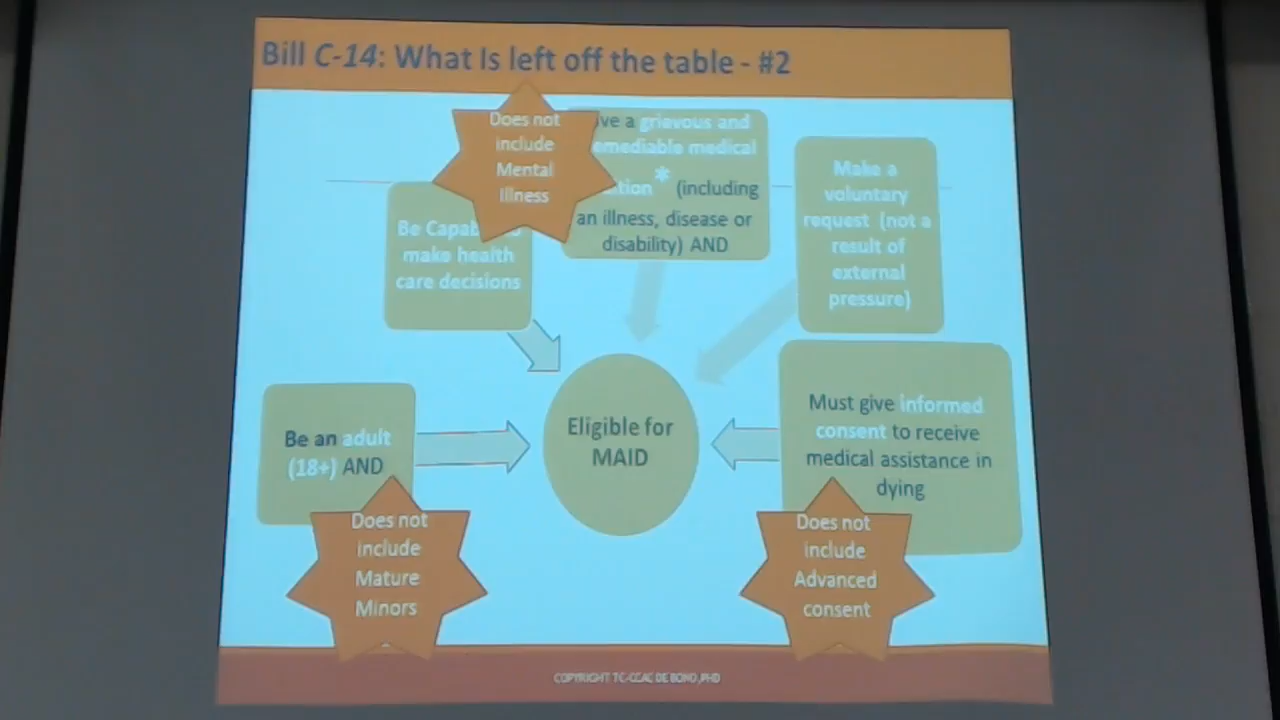 Bill C-14: What Is left off the table - #2
Does not
include
Mental
Illness
ve a grievous and
emediable medical
tion* (including
an illness, disease or
disability) AND
Make a
voluntary
request (not a
result of
external
pressure)
Be Capab
make health
care decisions
Eligible for
MAID
Be an adult
(18+) AND
Must give informed
consent to receive
medical assistance in
dying
Does not
include
Mature
Minors
Does not
include
Advanced
consent
COPYRIGHT TC-CCAC DE BONO, PHD